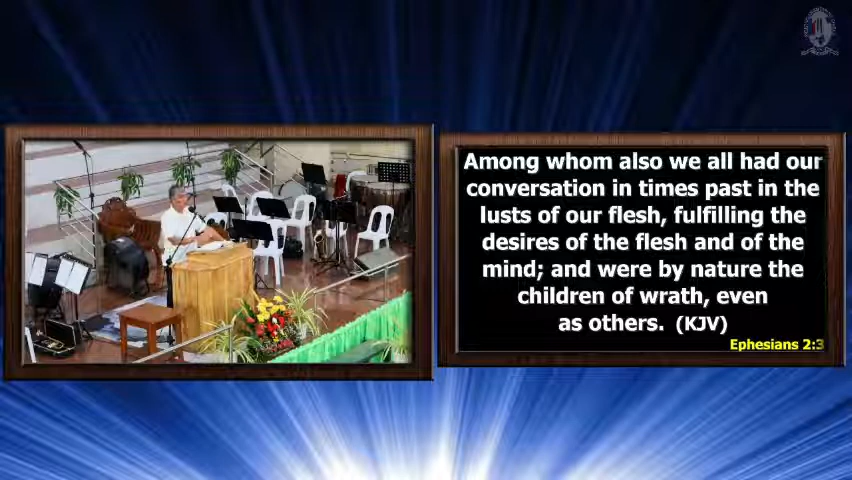 Among whom also we all had our
conversation in times past in the
lusts of our flesh, fulfilling the
desires of the flesh and of the
mind; and were by nature the
children of wrath, even
as others. (KJV)
Ephesians 2:3